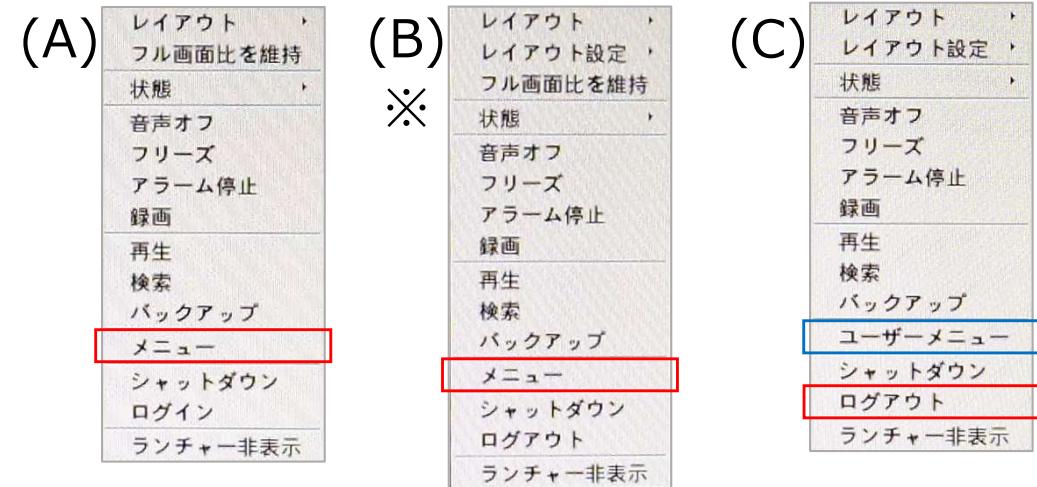 (A)
レイアウト
フル画面比を維持
状態
音声オフ
フリーズ
アラーム停止
録画
再生
検索
バックアップ
メニュー
シャットダウン
ログイン
ランチャー非表示
(B)
※
レイアウト
レイアウト設定
フル画面比を維持
状態
音声オフ
フリーズ
アラーム停止
録画
再生
検索
バックアップ
メニュー
シャットダウン
ログアウト
ランチャー非表示
(C)
レイアウト
レイアウト設定
状態
音声オフ
フリーズ
アラーム停止
録画
再生
検索
バックアップ
ユーザーメニュー
シャットダウン
ログアウト
ランチャー非表示